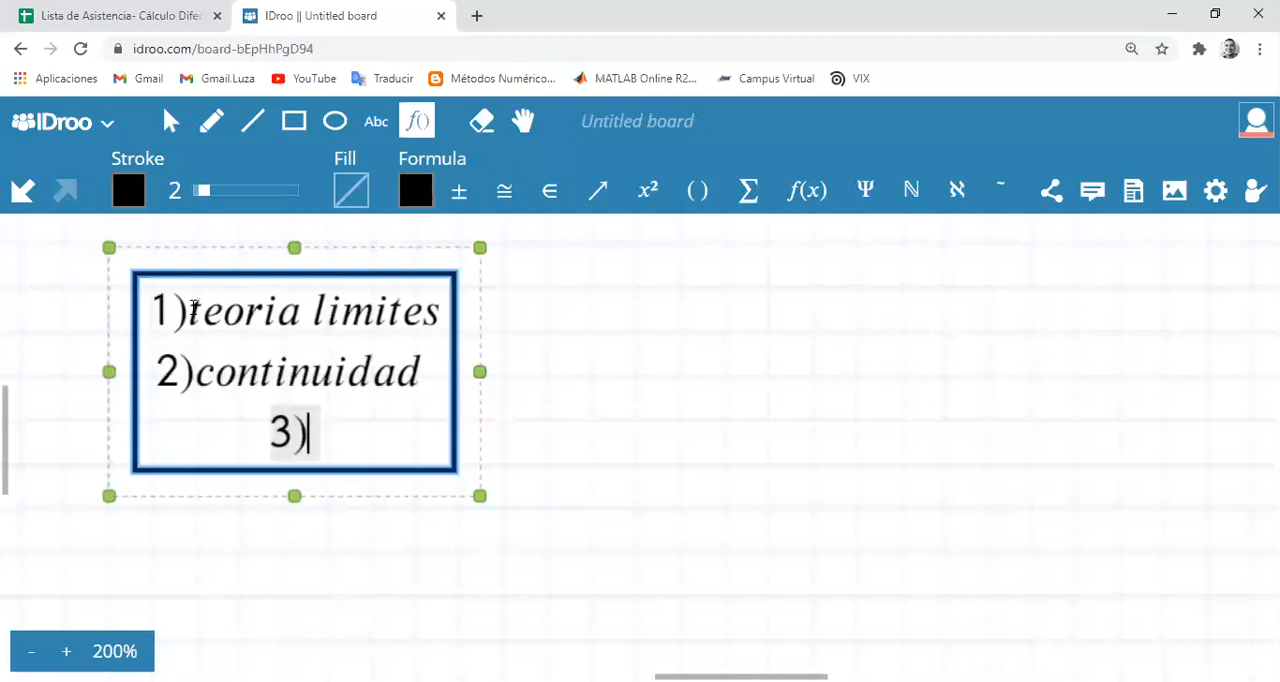 Lista de Asistencia- Cálculo Difer
IDroo || Untitled board
idroo.com/board-bEpHhPgD94
Aplicaciones
Gmail
Gmail.Luza
YouTube
Traducir
Métodos Numérico...
MATLAB Online R2...
Campus Virtual
VIX
IDroo
Abc
f()
Untitled board
Stroke
Fill
Formula
2
± ≅ ∈ x² ( ) ∑ f(x) Ψ ℕ ℵ ~
1)teoria limites
2)continuidad
3)
- + 200%